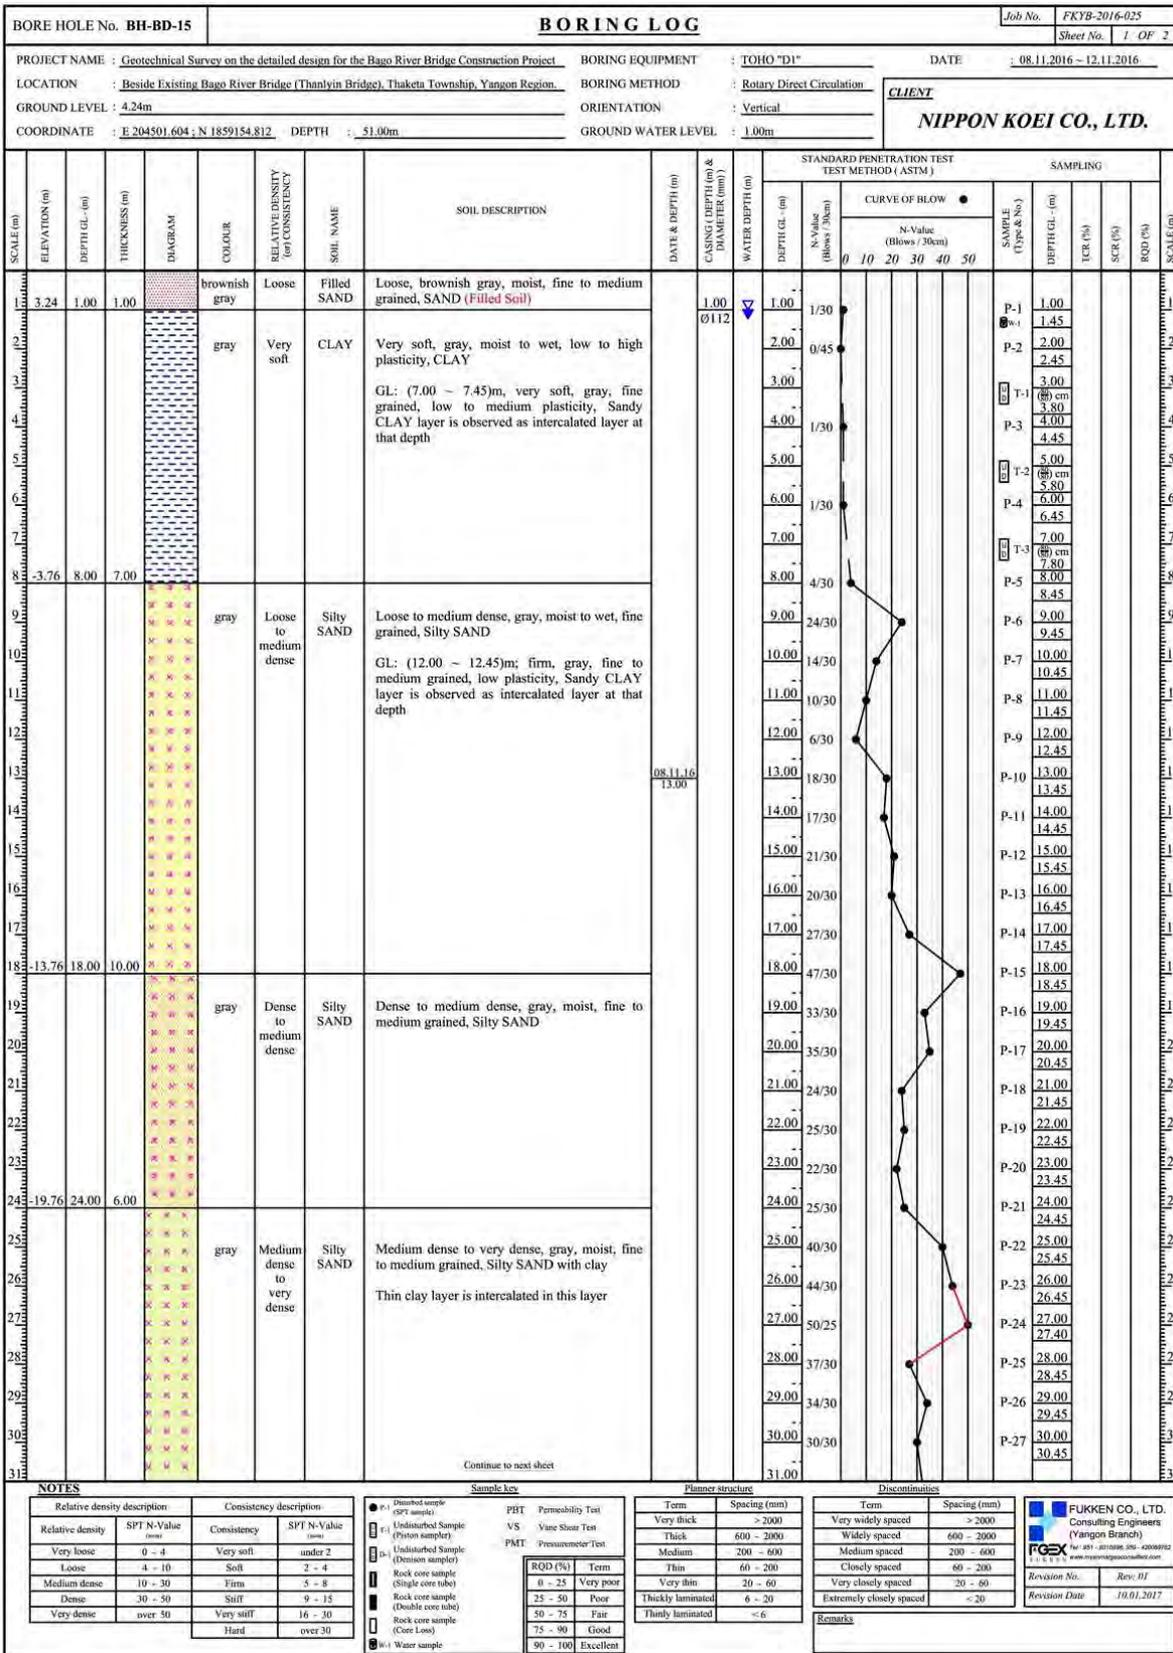 BORE HOLE No. BH-BD-15
BORING LOG
Job No. FKYB-2016-025
Sheet No. 1 OF 2
PROJECT NAME : Geotechnical Survey on the detailed design for the Bago River Bridge Construction Project
BORING EQUIPMENT : TOHO "D1"
DATE : 08.11.2016 ~ 12.11.2016
LOCATION : Beside Existing Bago River Bridge (Thanlyin Bridge), Thaketa Township, Yangon Region.
BORING METHOD : Rotary Direct Circulation
GROUND LEVEL : 4.24m
ORIENTATION : Vertical
COORDINATE : E 204501.604 ; N 1859154.812 DEPTH : 51.00m
GROUND WATER LEVEL : 1.00m
CLIENT
NIPPON KOEI CO., LTD.
SCALE (m)
ELEVATION (m)
DEPTH GL - (m)
THICKNESS (m)
DIAGRAM
COLOUR
RELATIVE DENSITY (or) CONSISTENCY
SOIL NAME
SOIL DESCRIPTION
DATE & DEPTH (m)
CASING ( DEPTH (m) & DIAMETER (mm) )
WATER DEPTH (m)
STANDARD PENETRATION TEST
TEST METHOD ( ASTM )
DEPTH GL - (m)
N-Value (Blows / 30cm)
CURVE OF BLOW
N-Value
(Blows / 30cm)
0 10 20 30 40 50
SAMPLING
SAMPLE (Type & No.)
DEPTH GL - (m)
TCR (%)
SCR (%)
RQD (%)
SCALE (m)
1 3.24 1.00 1.00
brownish gray
Loose
Filled SAND
Loose, brownish gray, moist, fine to medium
grained, SAND (Filled Soil)
1.00
Ø112
1.00 1/30 P-1 1.00
W-1 1.45
gray
Very soft
CLAY
Very soft, gray, moist to wet, low to high
plasticity, CLAY
GL: (7.00 ~ 7.45)m, very soft, gray, fine
grained, low to medium plasticity, Sandy
CLAY layer is observed as intercalated layer at
that depth
2 2.00 0/45 P-2 2.00 2.45
3 3.00 T-1 3.00 cm 3.80
4 1/30 P-3 4.00 4.45
5 5.00 T-2 5.00 cm 5.80
6 6.00 1/30 P-4 6.00 6.45
7 7.00 T-3 7.00 cm 7.80
8 -3.76 8.00 7.00 8.00 4/30 P-5 8.00 8.45
gray
Loose to medium dense
Silty SAND
Loose to medium dense, gray, moist to wet, fine
grained, Silty SAND
GL: (12.00 ~ 12.45)m; firm, gray, fine to
medium grained, low plasticity, Sandy CLAY
layer is observed as intercalated layer at that
depth
9 9.00 24/30 P-6 9.00 9.45
10 10.00 14/30 P-7 10.00 10.45
11 11.00 10/30 P-8 11.00 11.45
12 12.00 6/30 P-9 12.00 12.45
13 08.11.16 13.00 13.00 18/30 P-10 13.00 13.45
14 14.00 17/30 P-11 14.00 14.45
15 15.00 21/30 P-12 15.00 15.45
16 16.00 20/30 P-13 16.00 16.45
17 17.00 27/30 P-14 17.00 17.45
18 -13.76 18.00 10.00 18.00 47/30 P-15 18.00 18.45
gray
Dense to medium dense
Silty SAND
Dense to medium dense, gray, moist, fine to
medium grained, Silty SAND
19 19.00 33/30 P-16 19.00 19.45
20 20.00 35/30 P-17 20.00 20.45
21 21.00 24/30 P-18 21.00 21.45
22 22.00 25/30 P-19 22.00 22.45
23 23.00 22/30 P-20 23.00 23.45
24 -19.76 24.00 6.00 24.00 25/30 P-21 24.00 24.45
gray
Medium dense to very dense
Silty SAND
Medium dense to very dense, gray, moist, fine
to medium grained, Silty SAND with clay
Thin clay layer is intercalated in this layer
25 25.00 40/30 P-22 25.00 25.45
26 26.00 44/30 P-23 26.00 26.45
27 27.00 50/25 P-24 27.00 27.40
28 28.00 37/30 P-25 28.00 28.45
29 29.00 34/30 P-26 29.00 29.45
30 30.00 30/30 P-27 30.00 30.45
31 31.00
Continue to next sheet
NOTES
Relative density description
Relative density SPT N-Value
Very loose 0 - 4
Loose 4 - 10
Medium dense 10 - 30
Dense 30 - 50
Very dense over 50
Consistency description
Consistency SPT N-Value
Very soft under 2
Soft 2 - 4
Firm 5 - 8
Stiff 9 - 15
Very stiff 16 - 30
Hard over 30
Sample key
P-1 Disturbed sample (SPT sample)
T-1 Undisturbed Sample (Piston sampler)
D-1 Undisturbed Sample (Denison sampler)
Rock core sample (Single core tube)
Rock core sample (Double core tube)
Rock core sample (Core Loss)
W-1 Water sample
PBT Permeability Test
VS Vane Shear Test
PMT Pressuremeter Test
RQD (%) Term
0 - 25 Very poor
25 - 50 Poor
50 - 75 Fair
75 - 90 Good
90 - 100 Excellent
Planner structure
Term Spacing (mm)
Very thick > 2000
Thick 600 - 2000
Medium 200 - 600
Thin 60 - 200
Very thin 20 - 60
Thickly laminated 6 - 20
Thinly laminated < 6
Discontinuities
Term Spacing (mm)
Very widely spaced > 2000
Widely spaced 600 - 2000
Medium spaced 200 - 600
Closely spaced 60 - 200
Very closely spaced 20 - 60
Extremely closely spaced < 20
Remarks
FUKKEN CO., LTD.
Consulting Engineers
(Yangon Branch)
FGEX
FUKKEN
Revision No. Rev: 01
Revision Date 10.01.2017